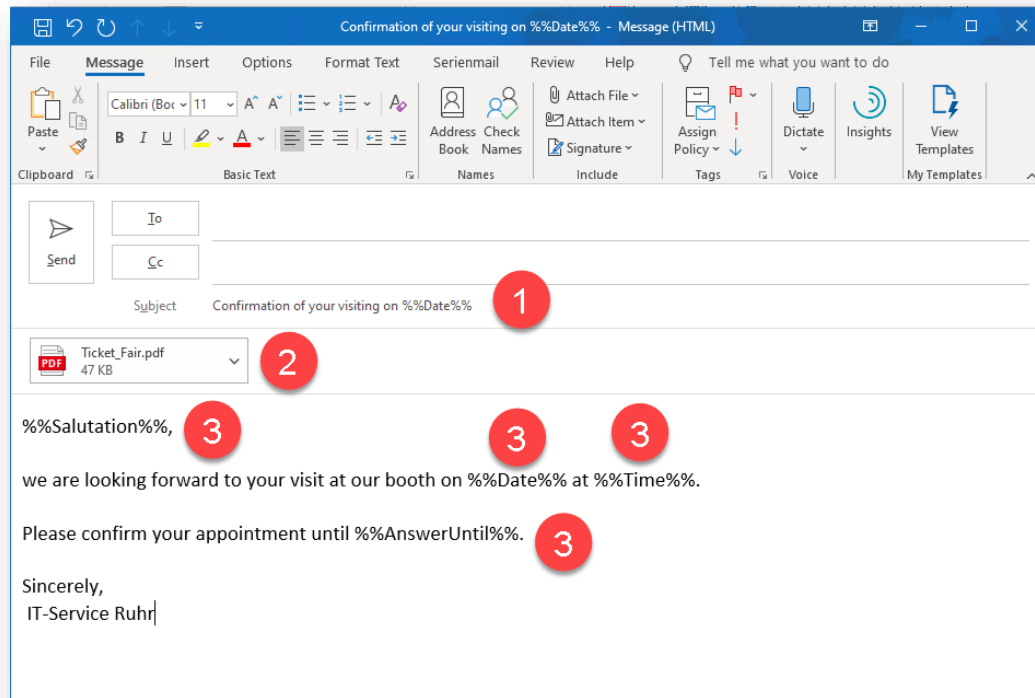 Confirmation of your visiting on %%Date%% - Message (HTML)
File Message Insert Options Format Text Serienmail Review Help Tell me what you want to do
Paste
Calibri (Boc 11
B I U
Address Book
Check Names
Attach File
Attach Item
Signature
Assign Policy
Dictate
Insights
View Templates
Clipboard Basic Text Names Include Tags Voice My Templates
Send
To
Cc
Subject Confirmation of your visiting on %%Date%% 1
PDF Ticket_Fair.pdf
47 KB
2
%%Salutation%%, 3 3 3
we are looking forward to your visit at our booth on %%Date%% at %%Time%%.
Please confirm your appointment until %%AnswerUntil%%. 3
Sincerely,
IT-Service Ruhr